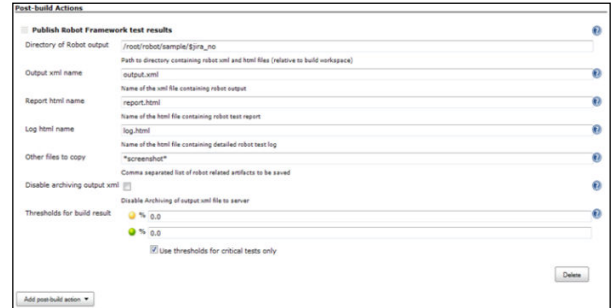 Post-build Actions
Publish Robot Framework test results
Directory of Robot output
/root/robot/sample/$jira_no
Path to directory containing robot xml and html files (relative to build workspace)
Output xml name
output.xml
Name of the xml file containing robot output
Report html name
report.html
Name of the html file containing robot test report
Log html name
log.html
Name of the html file containing detailed robot test log
Other files to copy
*screenshot*
Comma separated list of robot related artifacts to be saved
Disable archiving output xml
Disable Archiving of output xml file to server
Thresholds for build result
% 0.0
% 0.0
Use thresholds for critical tests only
Delete
Add post-build action